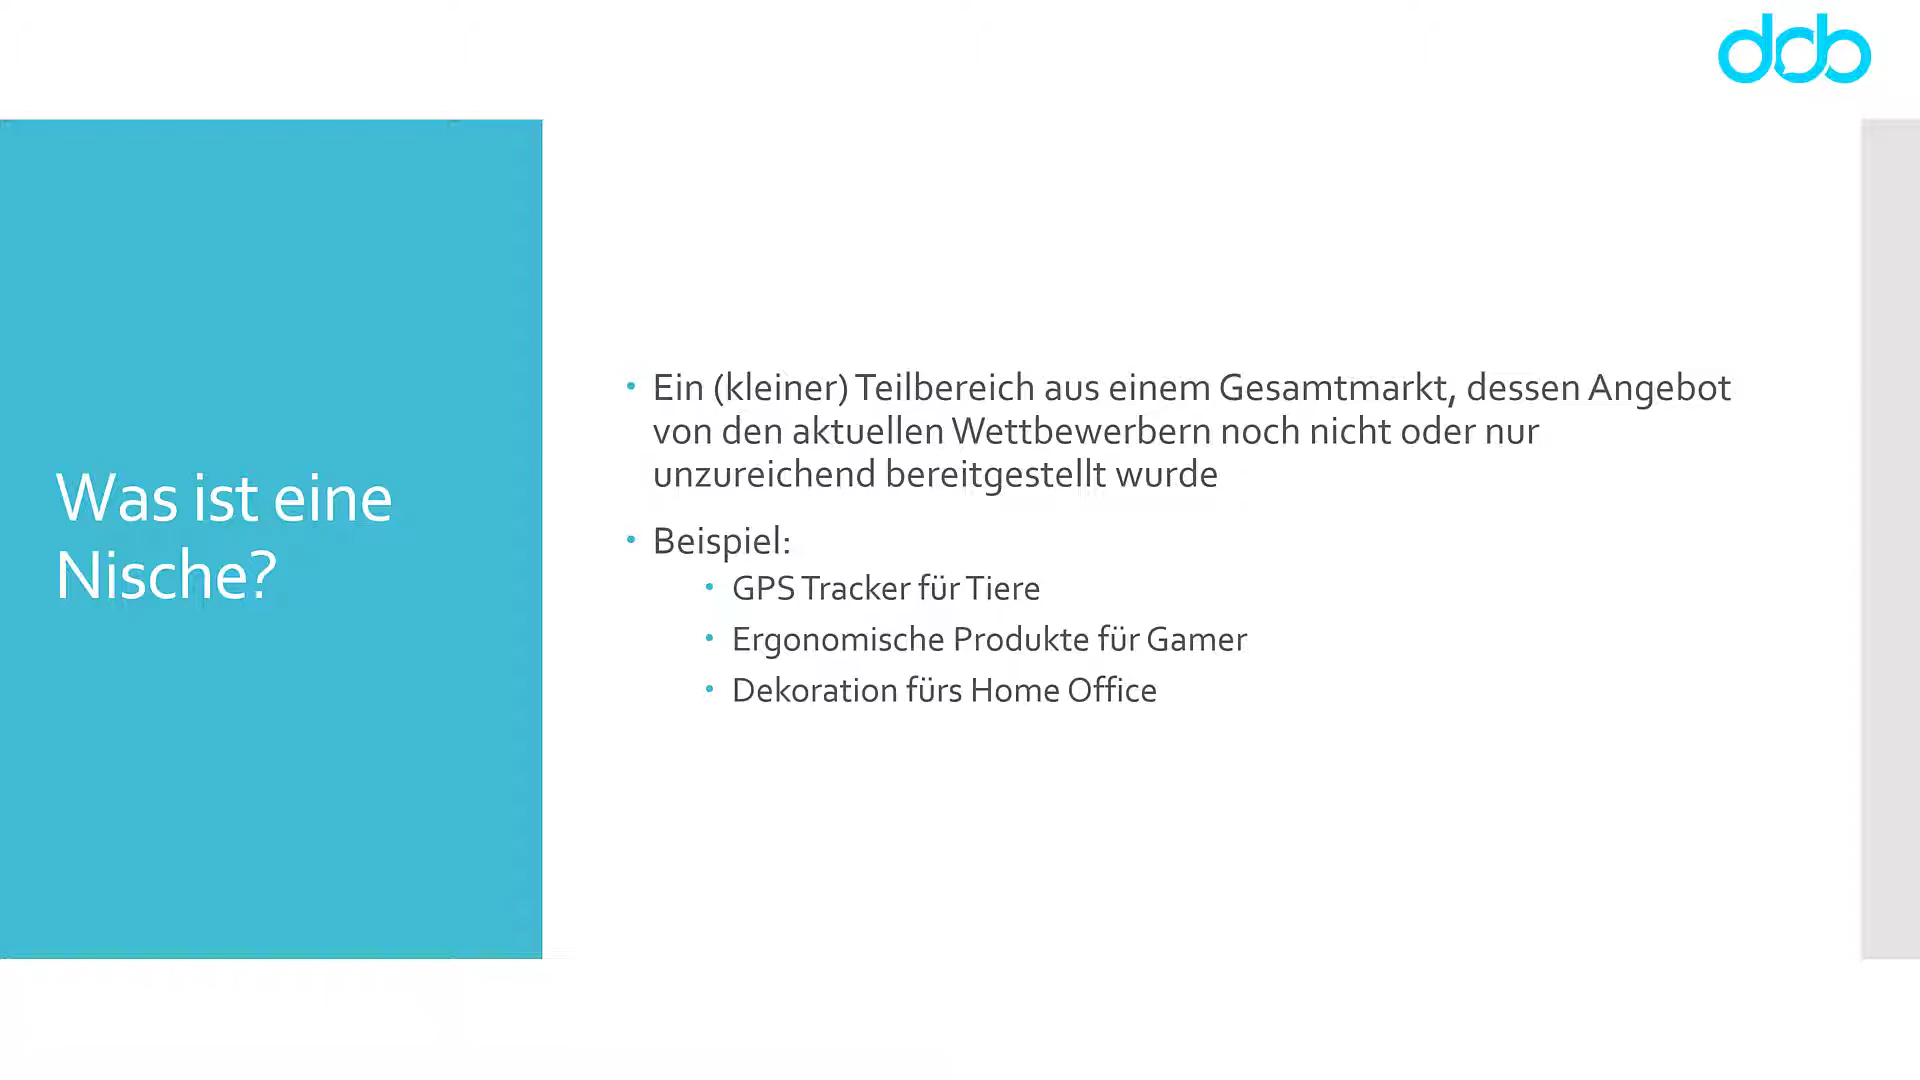 dob
Was ist eine
Nische?
• Ein (kleiner) Teilbereich aus einem Gesamtmarkt, dessen Angebot
von den aktuellen Wettbewerbern noch nicht oder nur
unzureichend bereitgestellt wurde
• Beispiel:
• GPS Tracker für Tiere
• Ergonomische Produkte für Gamer
• Dekoration fürs Home Office